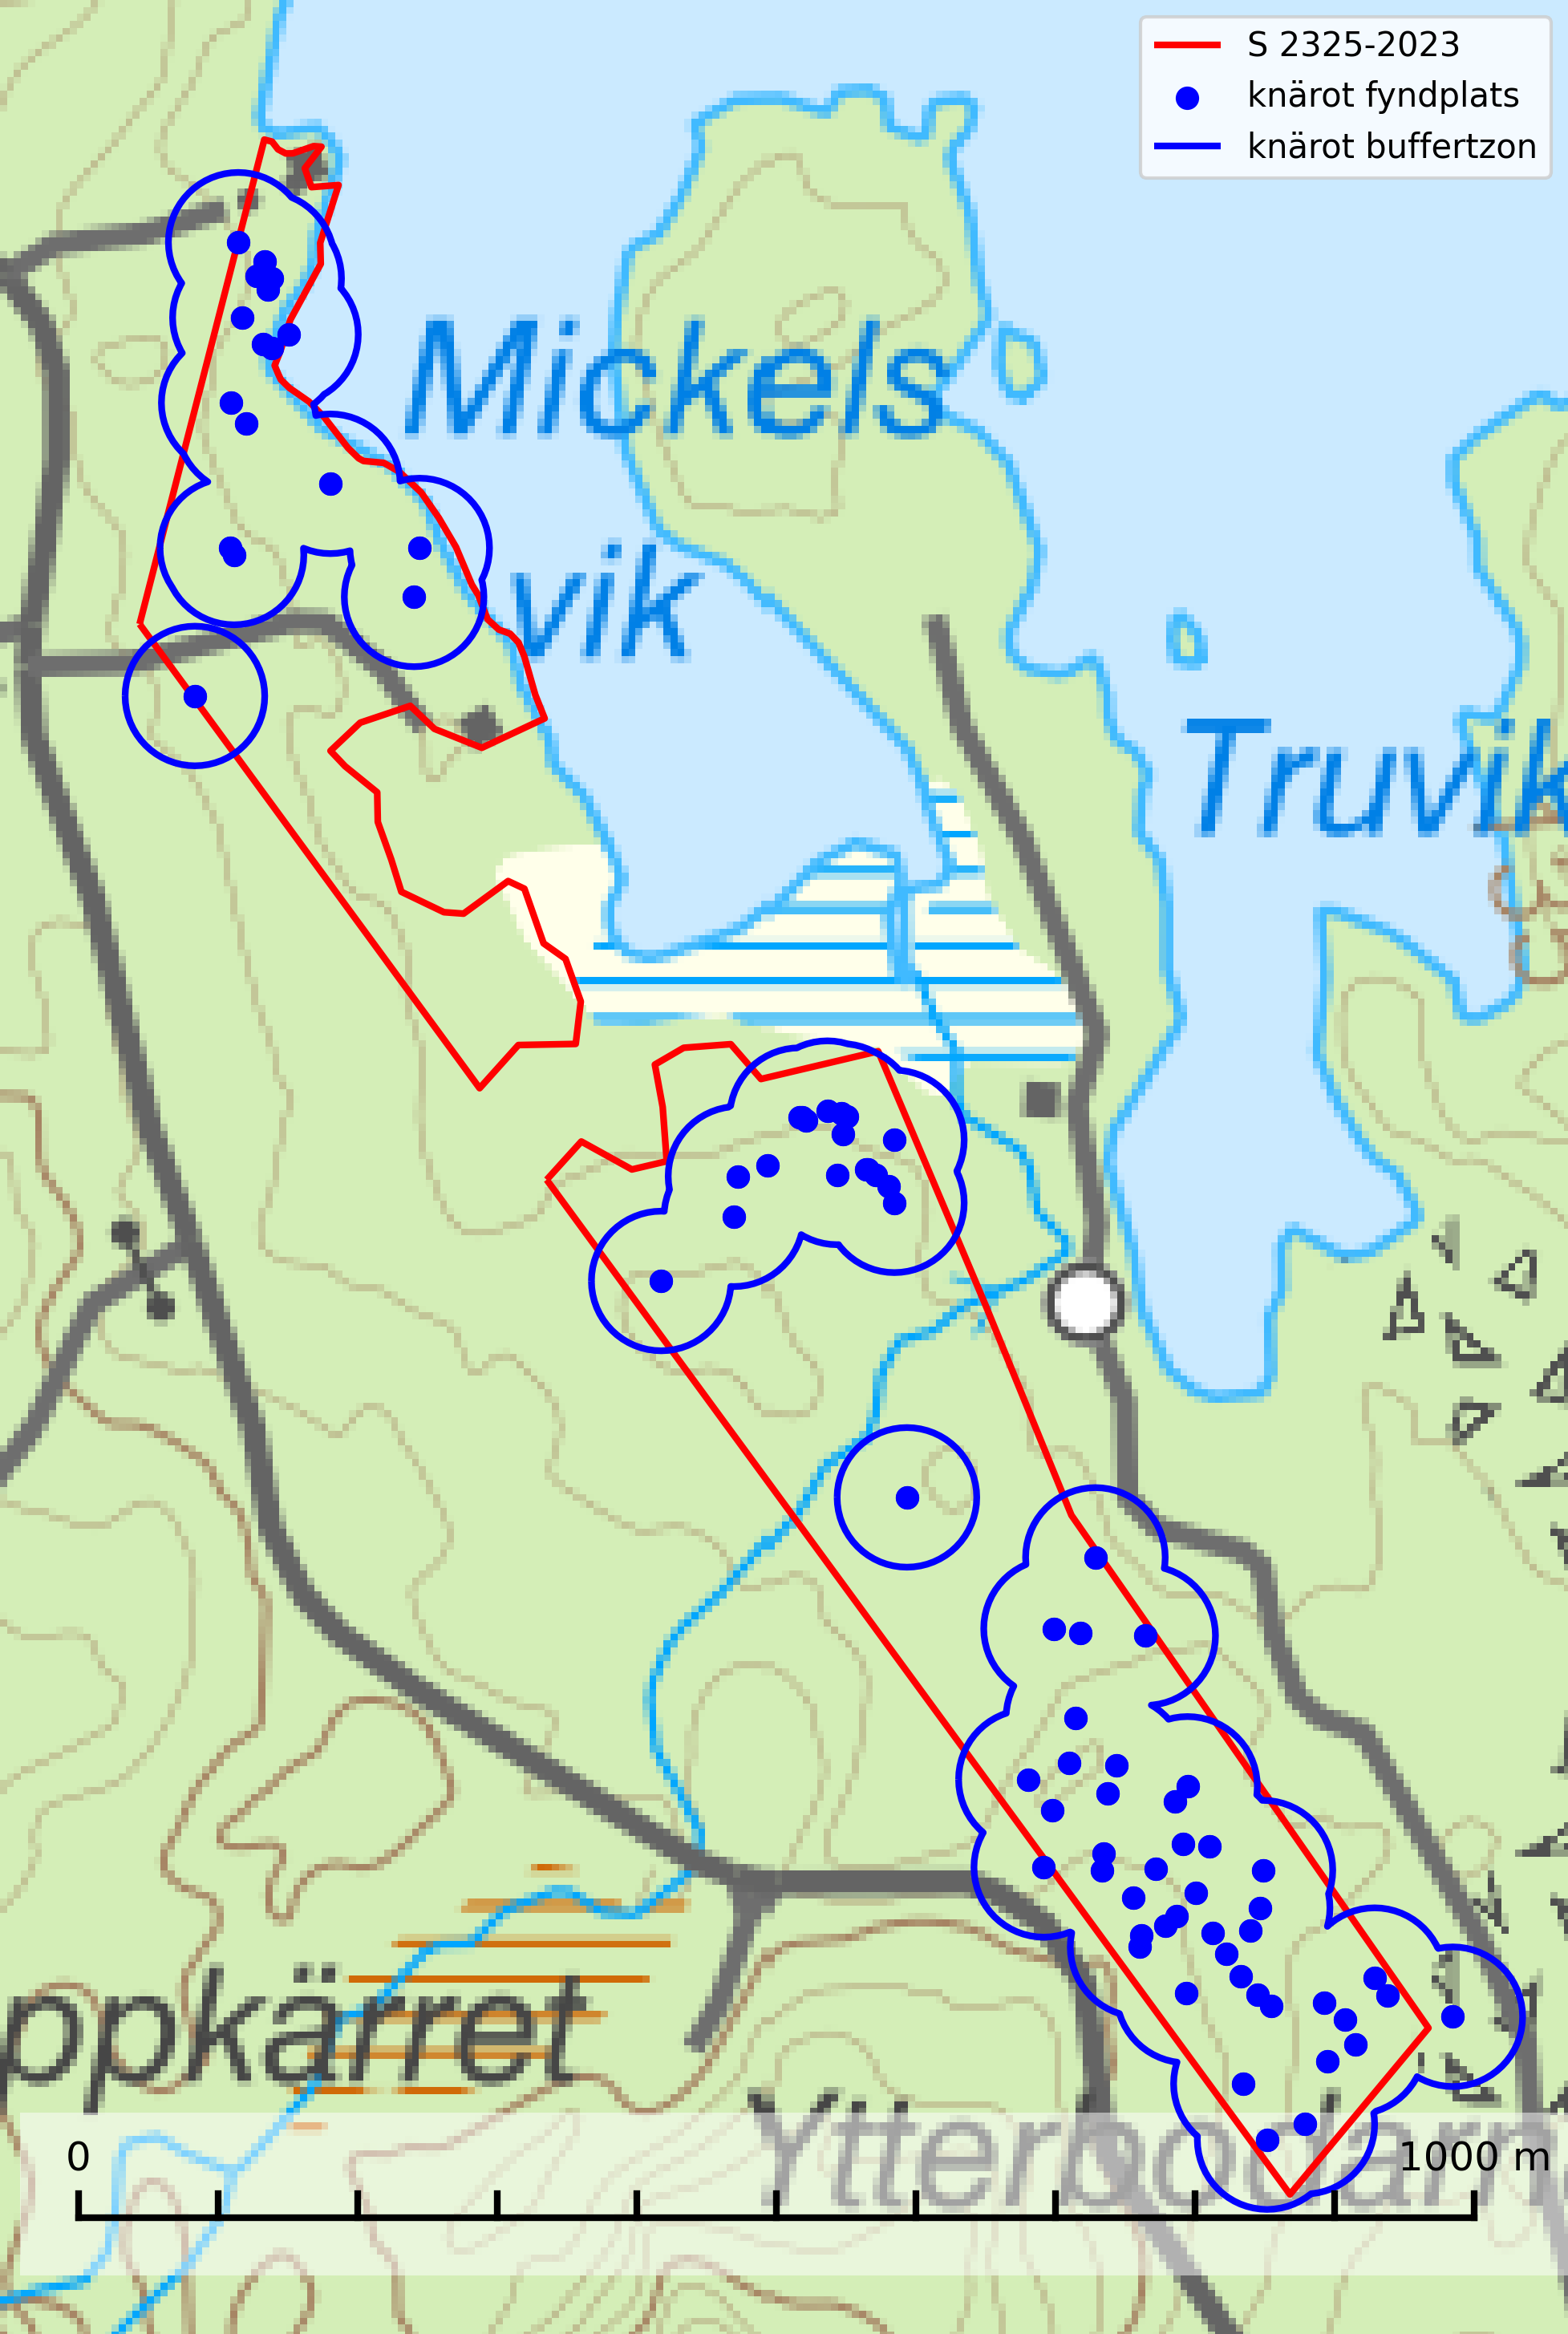 S 2325-2023
knärot fyndplats
knärot buffertzon
Mickels
vik
Truvik
ppkärret
0
1000 m